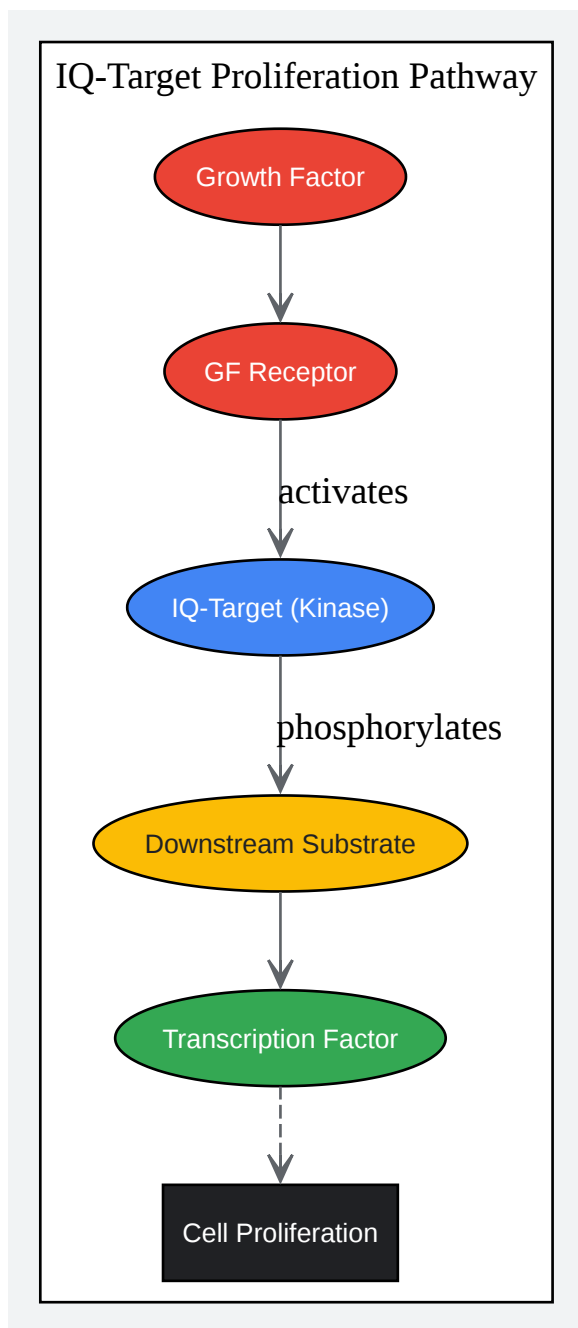 IQ-Target Proliferation Pathway
Growth Factor
GF Receptor
activates
IQ-Target (Kinase)
phosphorylates
Downstream Substrate
Transcription Factor
Cell Proliferation